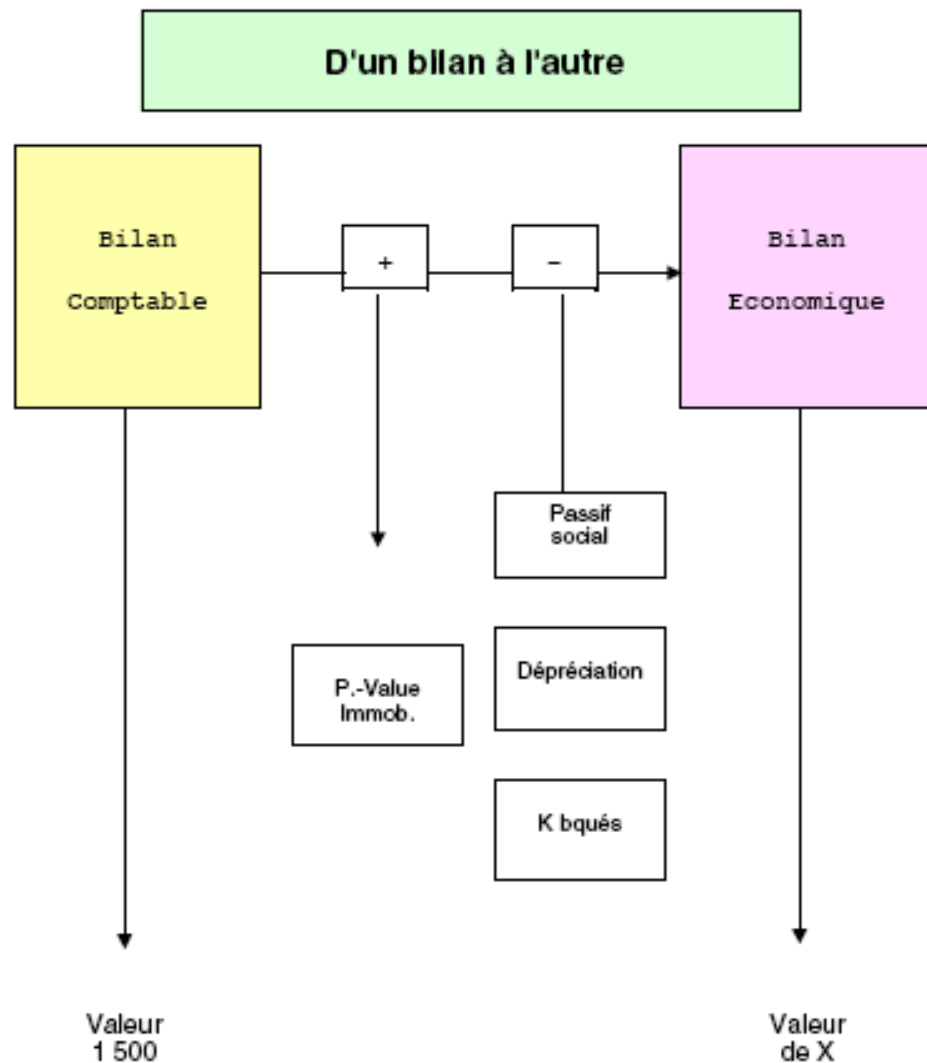 D'un bilan à l'autre
Bilan
Comptable
+
-
Bilan
Economique
Passif
social
P.-Value
Immob.
Dépréciation
K bqués
Valeur
1 500
Valeur
de X